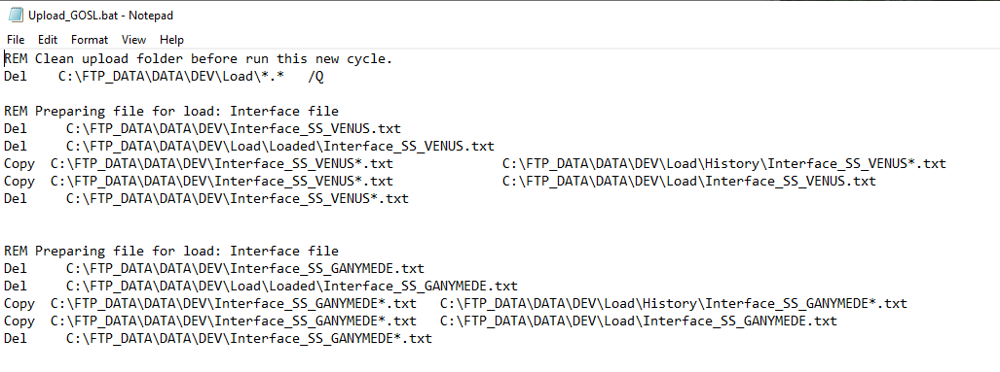 Upload_GOSL.bat - Notepad
File Edit Format View Help
REM Clean upload folder before run this new cycle.
Del    C:\FTP_DATA\DATA\DEV\Load\*.*   /Q
REM Preparing file for load: Interface file
Del     C:\FTP_DATA\DATA\DEV\Interface_SS_VENUS.txt
Del     C:\FTP_DATA\DATA\DEV\Load\Loaded\Interface_SS_VENUS.txt
Copy  C:\FTP_DATA\DATA\DEV\Interface_SS_VENUS*.txt              C:\FTP_DATA\DATA\DEV\Load\History\Interface_SS_VENUS*.txt
Copy  C:\FTP_DATA\DATA\DEV\Interface_SS_VENUS*.txt              C:\FTP_DATA\DATA\DEV\Load\Interface_SS_VENUS.txt
Del     C:\FTP_DATA\DATA\DEV\Interface_SS_VENUS*.txt
REM Preparing file for load: Interface file
Del     C:\FTP_DATA\DATA\DEV\Interface_SS_GANYMEDE.txt
Del     C:\FTP_DATA\DATA\DEV\Load\Loaded\Interface_SS_GANYMEDE.txt
Copy  C:\FTP_DATA\DATA\DEV\Interface_SS_GANYMEDE*.txt   C:\FTP_DATA\DATA\DEV\Load\History\Interface_SS_GANYMEDE*.txt
Copy  C:\FTP_DATA\DATA\DEV\Interface_SS_GANYMEDE*.txt   C:\FTP_DATA\DATA\DEV\Load\Interface_SS_GANYMEDE.txt
Del     C:\FTP_DATA\DATA\DEV\Interface_SS_GANYMEDE*.txt